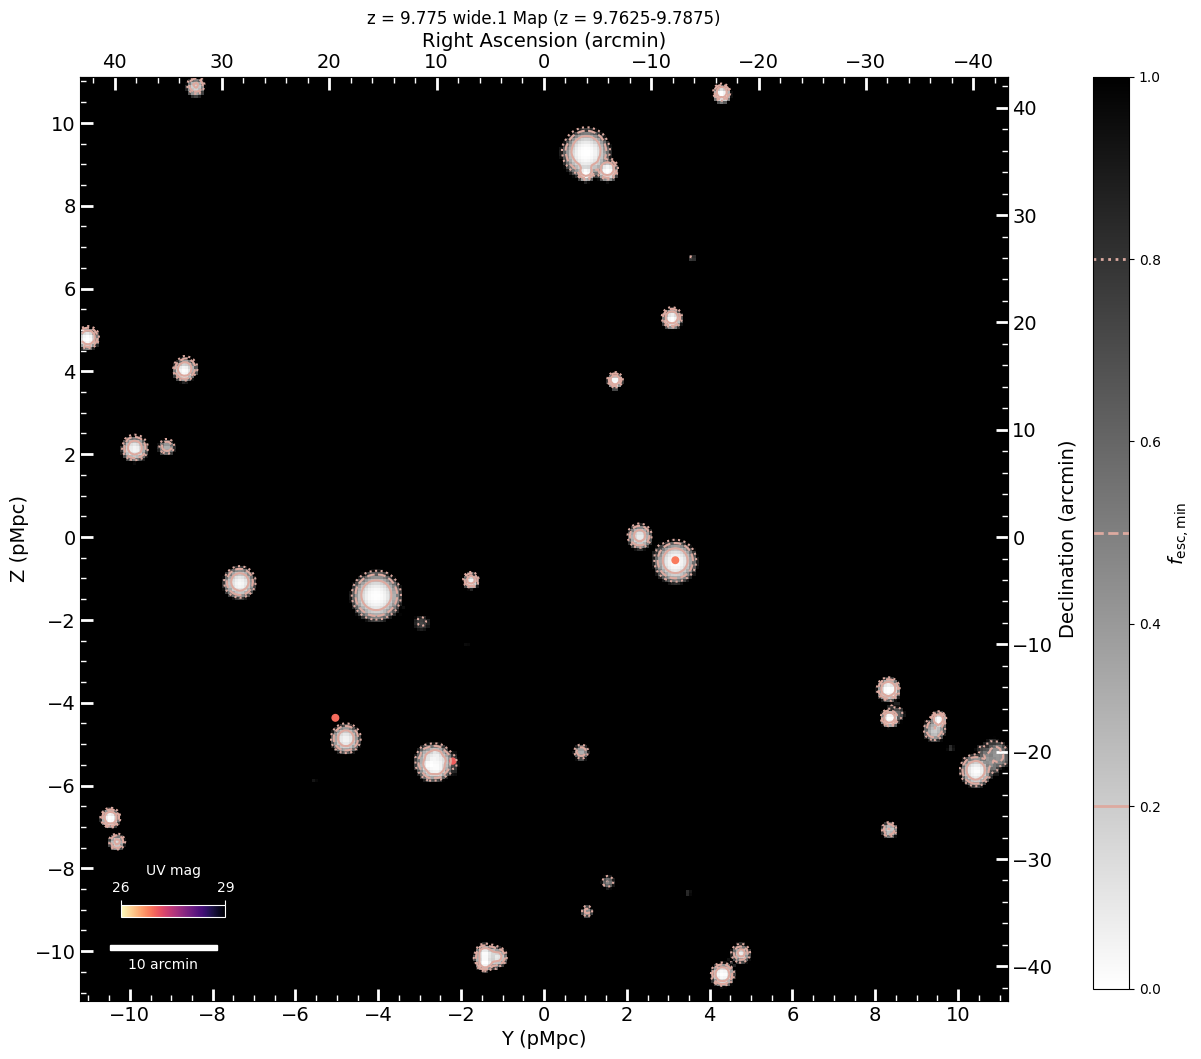 z = 9.775 wide.1 Map (z = 9.7625-9.7875)
Right Ascension (arcmin)
40 30 20 10 0 −10 −20 −30 −40
10
8
6
4
2
0
−2
−4
−6
−8
−10
Z (pMpc)
UV mag
26 29
10 arcmin
−10 −8 −6 −4 −2 0 2 4 6 8 10
Y (pMpc)
40
30
20
10
0
−10
−20
−30
−40
Declination (arcmin)
1.0
0.8
0.6
0.4
0.2
0.0
fesc,min